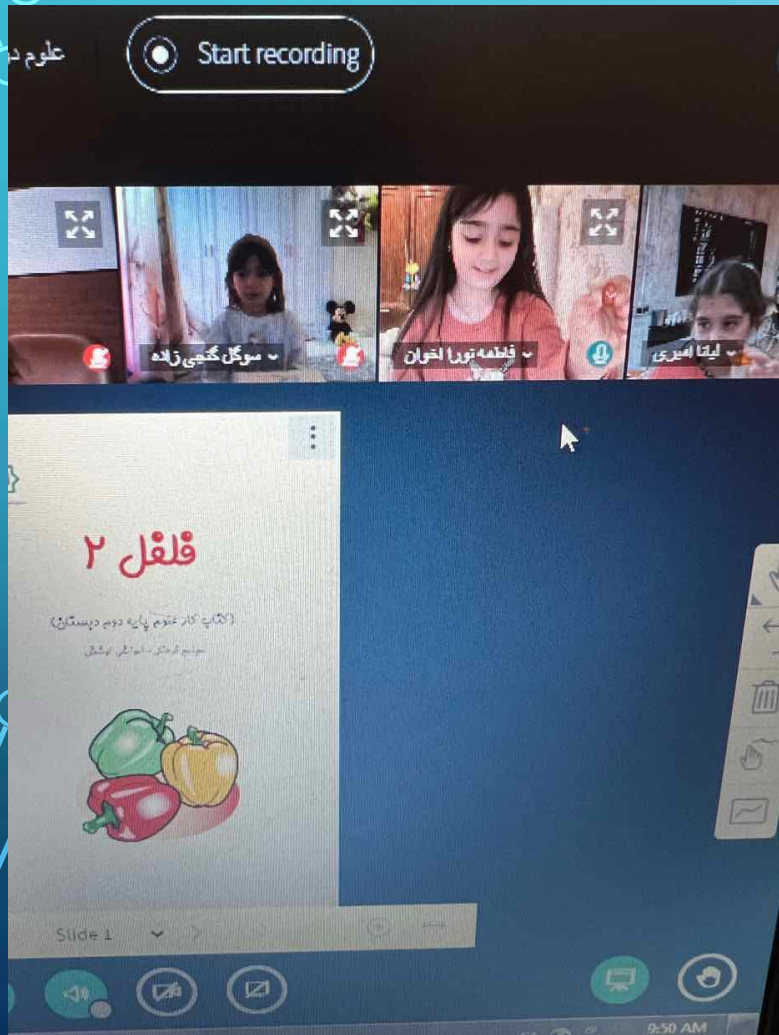 علوم در
Start recording
سوگل گنجی زاده
فاطمه نورا اخوان
لیانا امیری
فلفل ۲
(کتاب کار علوم پایه دوم دبستان)
Slide 1
9:50 AM